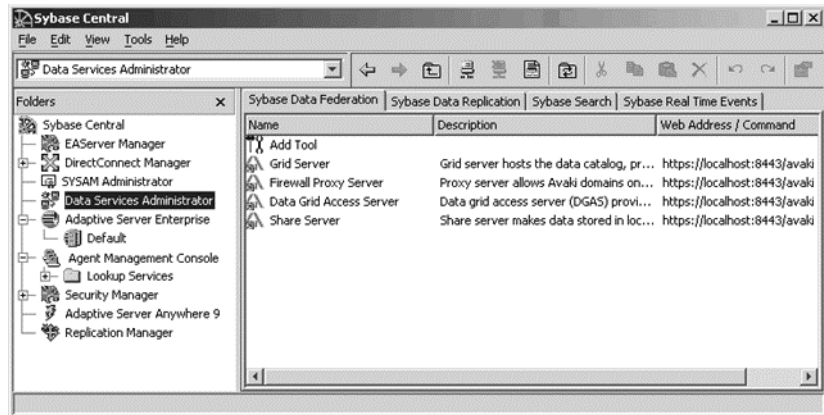 Sybase Central
File Edit View Tools Help
Data Services Administrator
Folders x
Sybase Central
EAServer Manager
DirectConnect Manager
SYSAM Administrator
Data Services Administrator
Adaptive Server Enterprise
Default
Agent Management Console
Lookup Services
Security Manager
Adaptive Server Anywhere 9
Replication Manager
Sybase Data Federation Sybase Data Replication Sybase Search Sybase Real Time Events
Name Description Web Address / Command
Add Tool
Grid Server Grid server hosts the data catalog, pr... https://localhost:8443/avaki
Firewall Proxy Server Proxy server allows Avaki domains on... https://localhost:8443/avaki
Data Grid Access Server Data grid access server (DGAS) provi... https://localhost:8443/avaki
Share Server Share server makes data stored in loc... https://localhost:8443/avaki